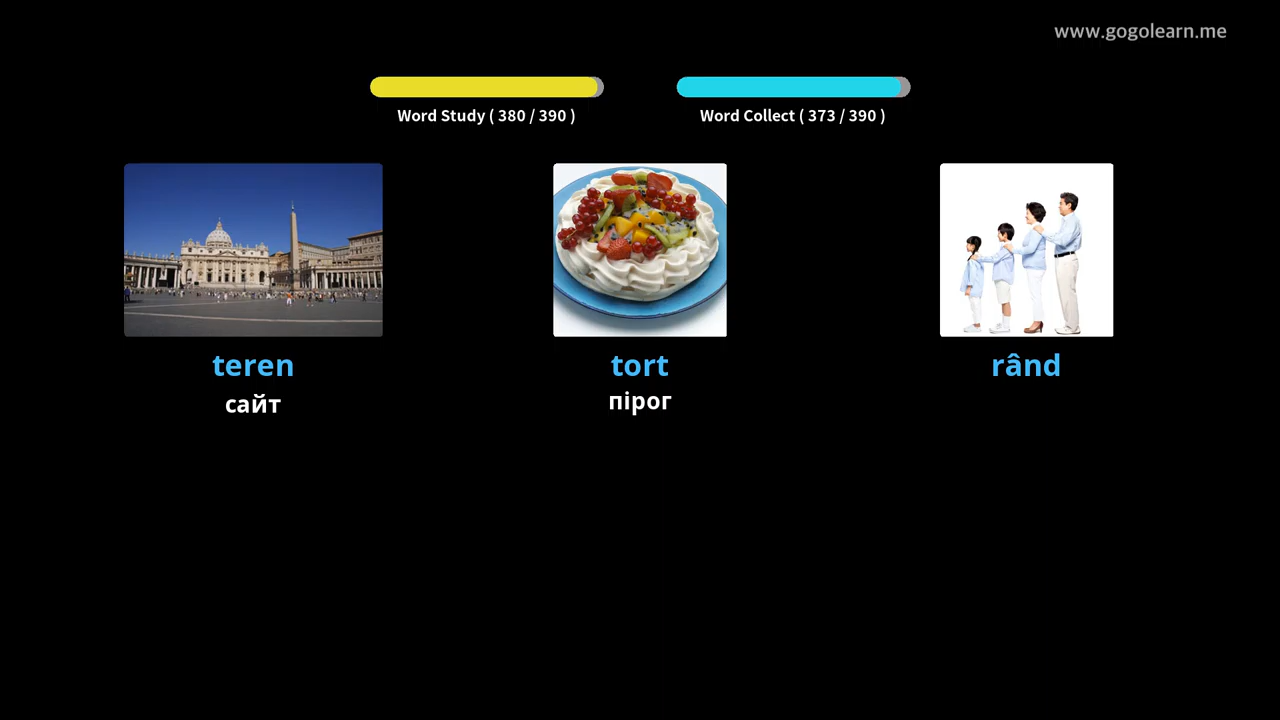 www.gogolearn.me
Word Study ( 380 / 390 )
Word Collect ( 373 / 390 )
teren
tort
rând
сайт
пірог